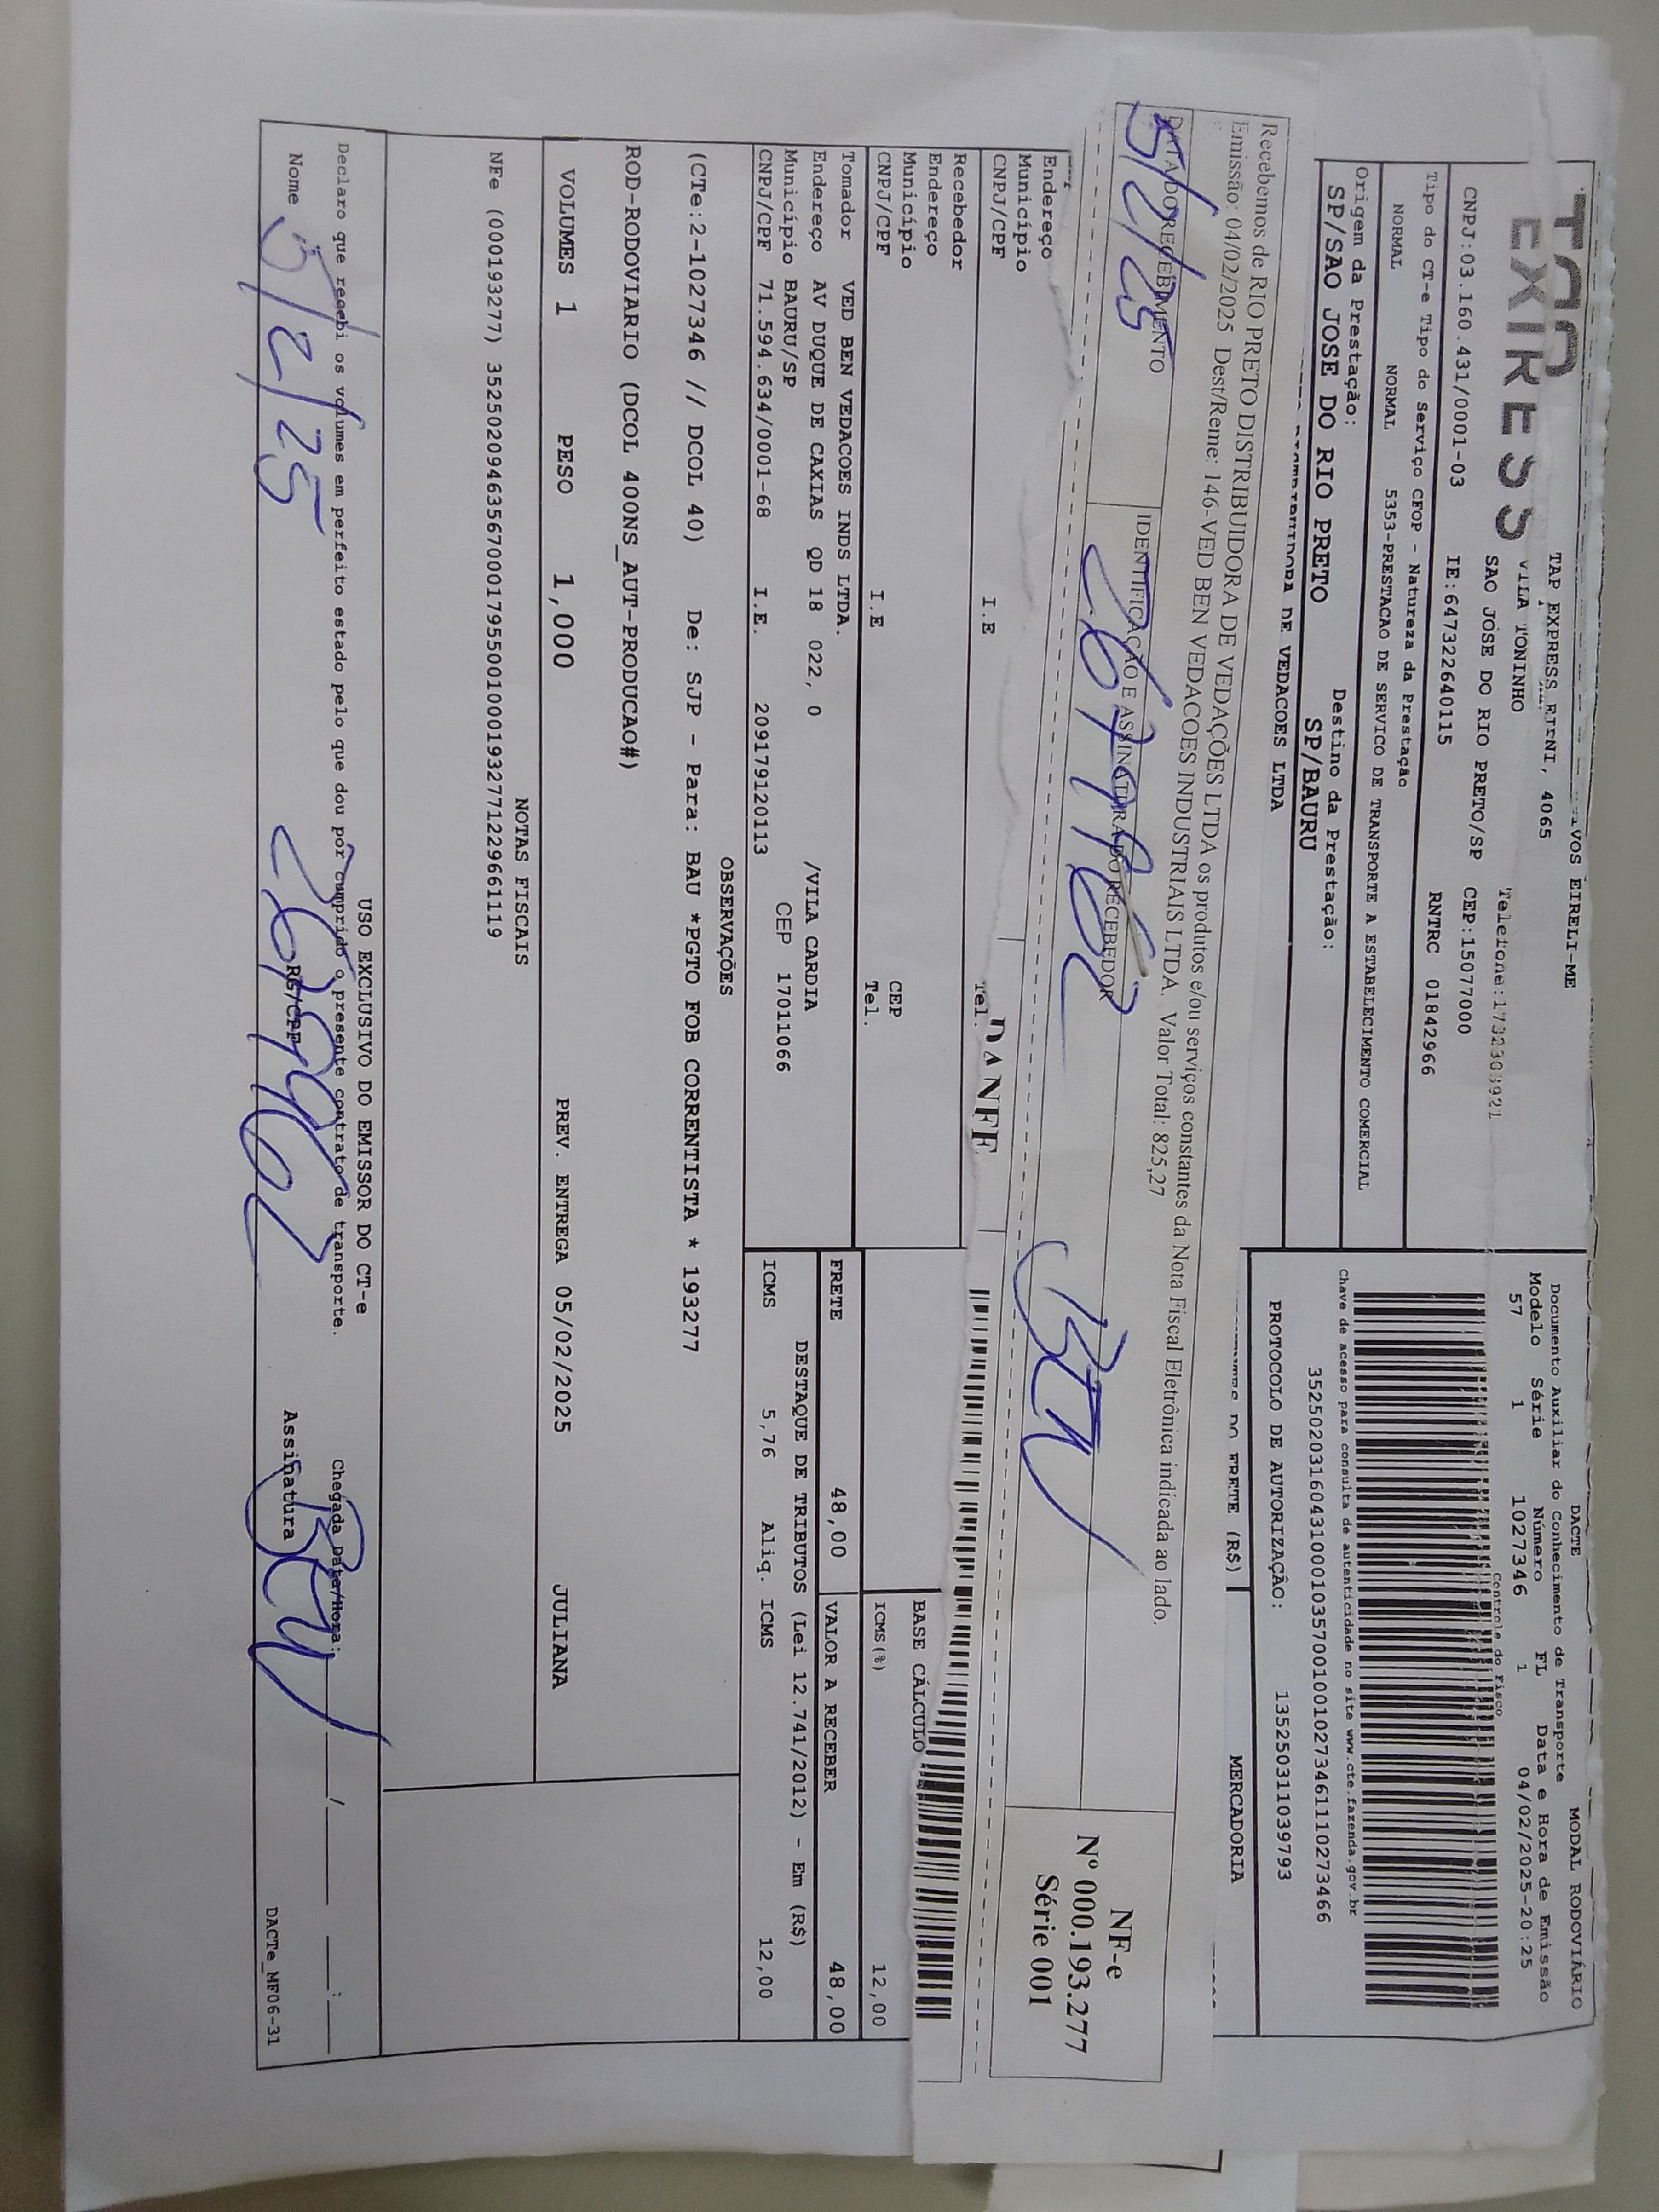 TAP EXPRESS
EXPRESS
VILA TONINHO
, 4065
SAO JOSE DO RIO PRETO/SP CEP:15077000
CNPJ:03.160.431/0001-03 IE:647322640115 RNTRC 01842966
Tipo do CT-e Tipo do Serviço CFOP - Natureza da Prestação
NORMAL NORMAL 5353-PRESTACAO DE SERVICO DE TRANSPORTE A ESTABELECIMENTO COMERCIAL
Origem da Prestação: Destino da Prestação:
SP/SAO JOSE DO RIO PRETO SP/BAURU
DE VEDACOES LTDA
DACTE MODAL RODOVIÁRIO
Documento Auxiliar do Conhecimento de Transporte
Modelo Série Número FL Data e Hora de Emissão
57 1 1027346 1 04/02/2025-20:25
Controle do Fisco
Chave de acesso para consulta de autenticidade no site www.cte.fazenda.gov.br
35250203160431000103570010010273461110273466
PROTOCOLO DE AUTORIZAÇÃO: 135250311039793
DO FRETE (R$) MERCADORIA
Recebemos de RIO PRETO DISTRIBUIDORA DE VEDAÇÕES LTDA os produtos e/ou serviços constantes da Nota Fiscal Eletrônica indicada ao lado.
Emissão: 04/02/2025 Dest/Reme: 146-VED BEN VEDACOES INDUSTRIAIS LTDA. Valor Total: 825,27
DATA DO RECEBIMENTO IDENTIFICAÇÃO E ASSINATURA DO RECEBEDOR
5/2/25
NF-e
Nº 000.193.277
Série 001
DANFE
Endereço
Município
CNPJ/CPF I.E Tel.
Recebedor
Endereço
Município CEP
CNPJ/CPF I.E Tel.
BASE CÁLCULO
ICMS(%) 12,00
Tomador VED BEN VEDACOES INDS LTDA.
Endereço AV DUQUE DE CAXIAS QD 18 022, 0 /VILA CARDIA
Município BAURU/SP CEP 17011066
CNPJ/CPF 71.594.634/0001-68 I.E. 209179120113
FRETE 48,00 VALOR A RECEBER 48,00
DESTAQUE DE TRIBUTOS (Lei 12.741/2012) - Em (R$)
ICMS 5,76 Aliq. ICMS 12,00
OBSERVAÇÕES
(CTe:2-1027346 // DCOL 40) De: SJP - Para: BAU *PGTO FOB CORRENTISTA * 193277
ROD-RODOVIARIO (DCOL 400NS_AUT-PRODUCAO#)
VOLUMES 1 PESO 1,000 PREV. ENTREGA 05/02/2025 JULIANA
NOTAS FISCAIS
NFe (000193277) 35250209463567000179550010001932771229661119
USO EXCLUSIVO DO EMISSOR DO CT-e
Declaro que recebi os volumes em perfeito estado pelo que dou por cumprido o presente contrato de transporte. Chegada Data/Hora: / :
Nome RG/CPF Assinatura
5/2/25
DACTe_MF06-31